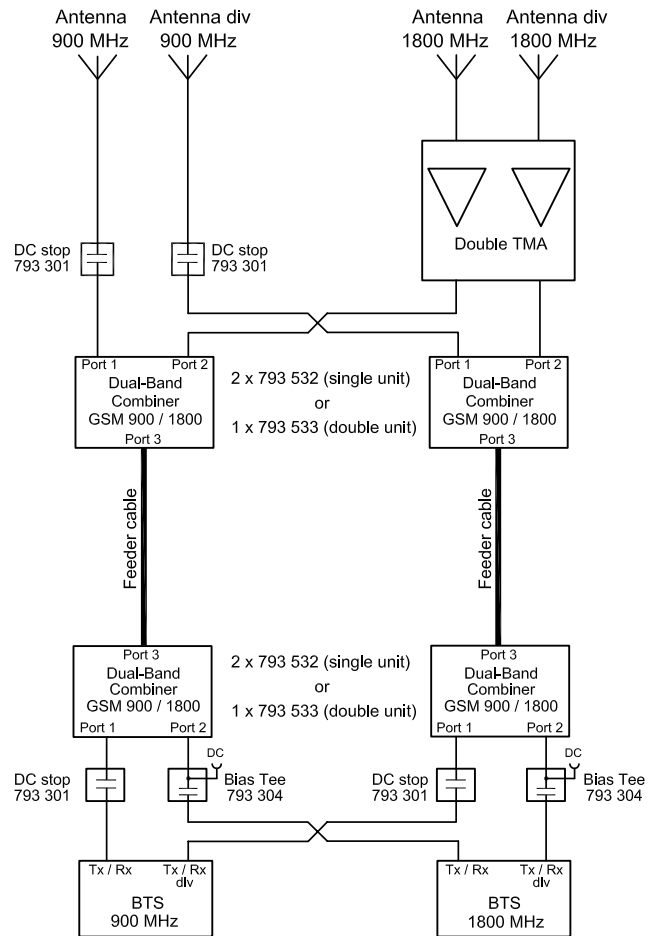 Antenna
900 MHz
Antenna div
900 MHz
Antenna
1800 MHz
Antenna div
1800 MHz
Double TMA
DC stop
793 301
DC stop
793 301
Port 1
Port 2
Dual-Band
Combiner
GSM 900 / 1800
Port 3
2 x 793 532 (single unit)
or
1 x 793 533 (double unit)
Port 1
Port 2
Dual-Band
Combiner
GSM 900 / 1800
Port 3
Feeder cable
Feeder cable
Port 3
Dual-Band
Combiner
GSM 900 / 1800
Port 1
Port 2
2 x 793 532 (single unit)
or
1 x 793 533 (double unit)
Port 3
Dual-Band
Combiner
GSM 900 / 1800
Port 1
Port 2
DC stop
793 301
DC
Bias Tee
793 304
DC stop
793 301
DC
Bias Tee
793 304
Tx / Rx
Tx / Rx
div
BTS
900 MHz
Tx / Rx
Tx / Rx
div
BTS
1800 MHz